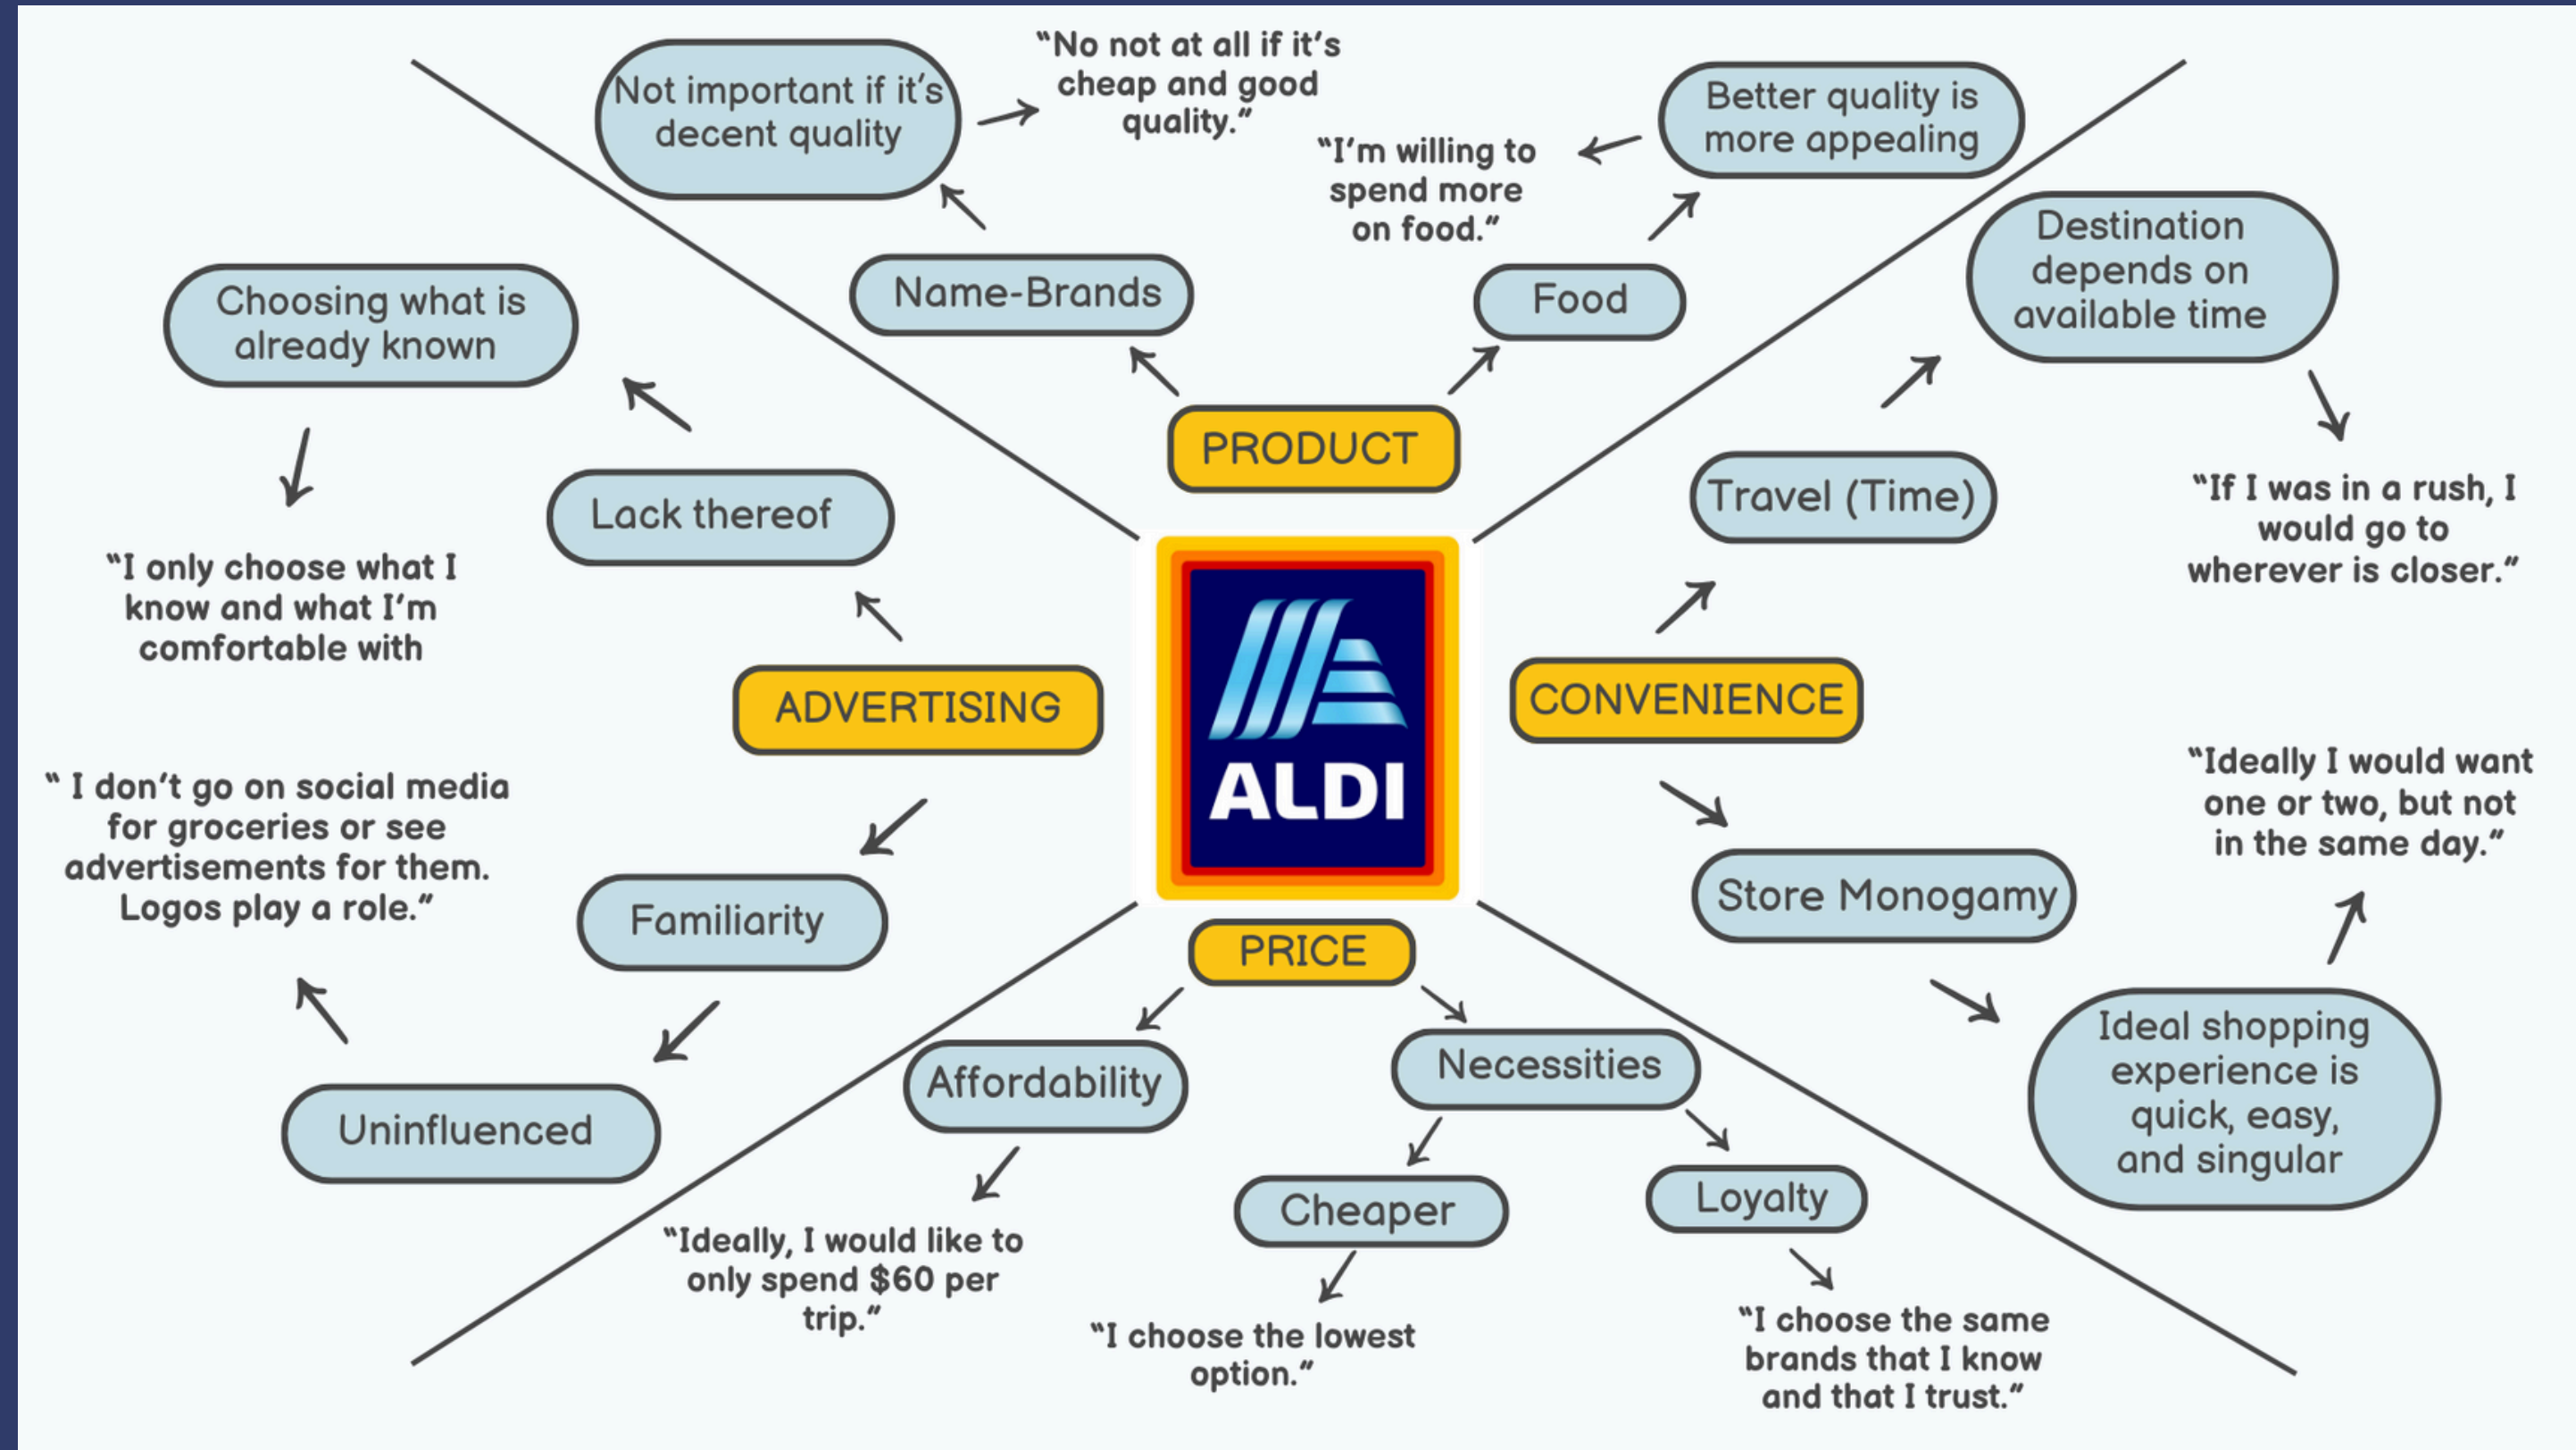 Not important if it's
decent quality
"No not at all if it's
cheap and good
quality."
Name-Brands
"I'm willing to
spend more
on food."
Better quality is
more appealing
Food
PRODUCT
Destination
depends on
available time
Travel (Time)
"If I was in a rush, I
would go to
wherever is closer."
CONVENIENCE
Store Monogamy
"Ideally I would want
one or two, but not
in the same day."
Ideal shopping
experience is
quick, easy,
and singular
Choosing what is
already known
Lack thereof
"I only choose what I
know and what I'm
comfortable with
ADVERTISING
" I don't go on social media
for groceries or see
advertisements for them.
Logos play a role."
Familiarity
Uninfluenced
ALDI
PRICE
Affordability
"Ideally, I would like to
only spend $60 per
trip."
Necessities
Cheaper
"I choose the lowest
option."
Loyalty
"I choose the same
brands that I know
and that I trust."